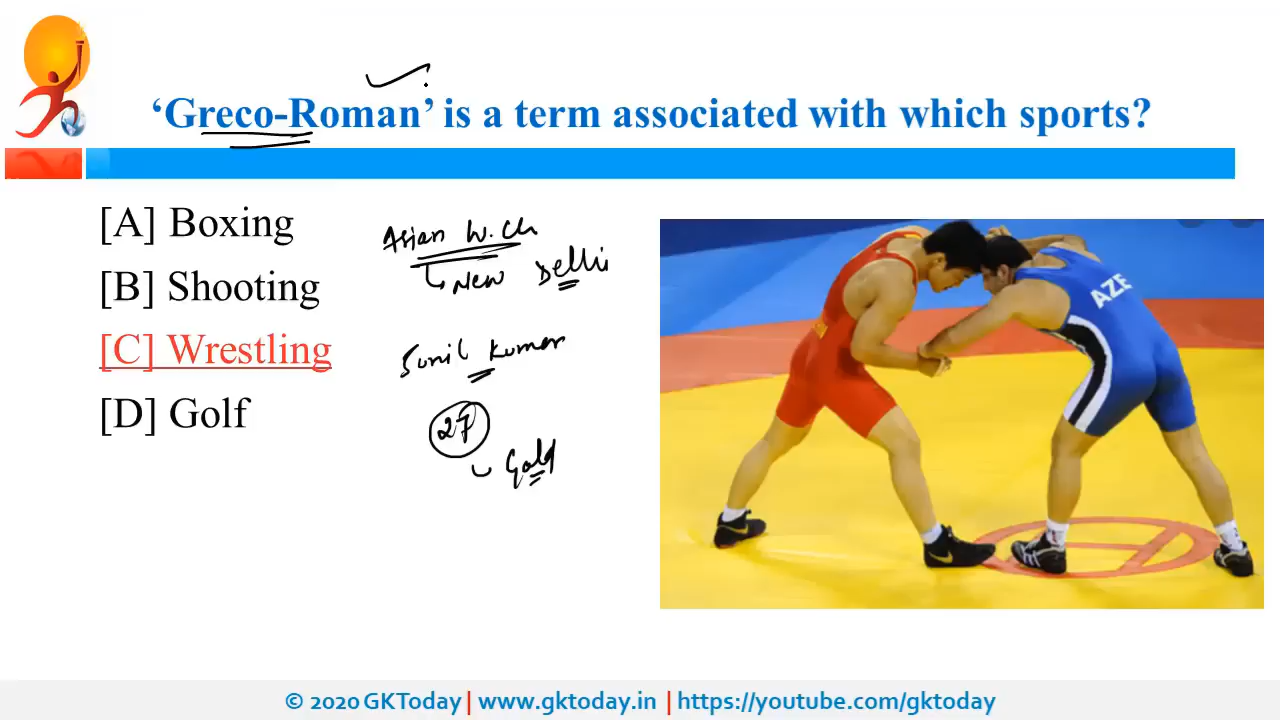 ‘Greco-Roman’ is a term associated with which sports?
[A] Boxing
[B] Shooting
[C] Wrestling
[D] Golf
Asian W. Ch
New Delhi
Sunil Kumar
27
Gold
AZE
© 2020 GKToday | www.gktoday.in | https://youtube.com/gktoday